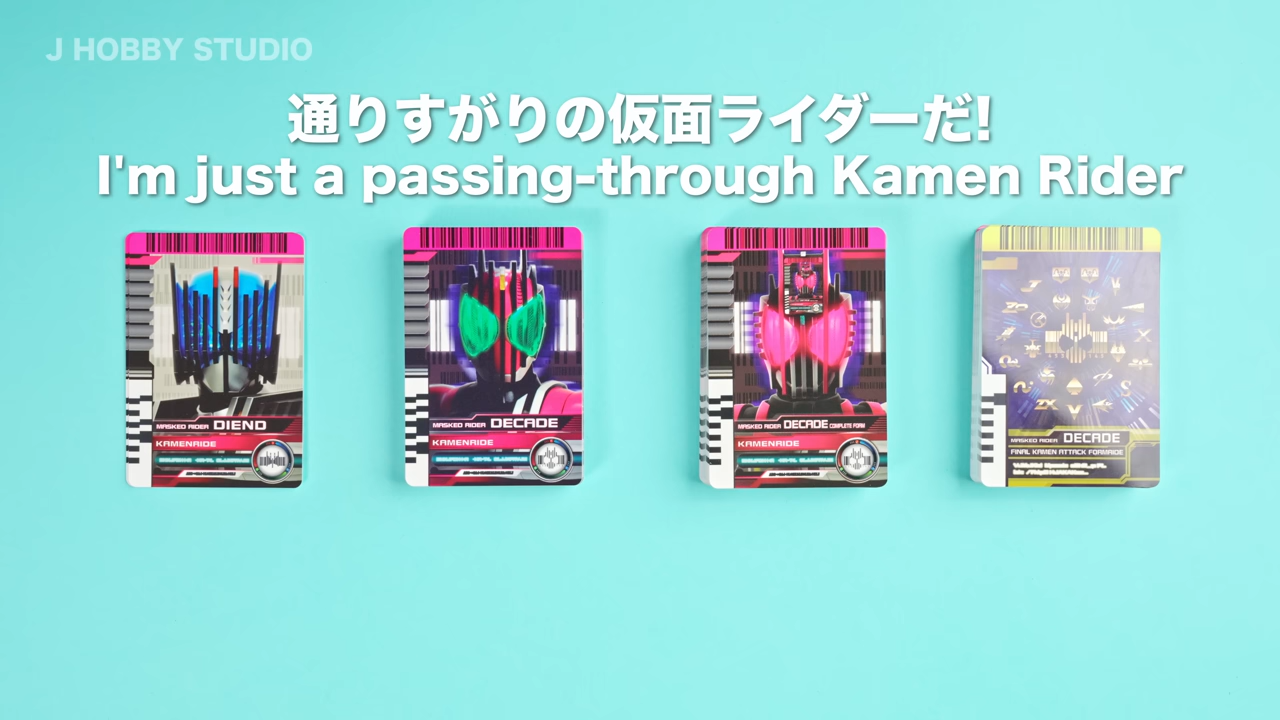 J HOBBY STUDIO
通りすがりの仮面ライダーだ!
I'm just a passing-through Kamen Rider
MASKED RIDER DIEND
KAMENRIDE
MASKED RIDER DECADE
KAMENRIDE
MASKED RIDER DECADE COMPLETE FORM
KAMENRIDE
MASKED RIDER DECADE
FINAL KAMEN ATTACK FORMRIDE